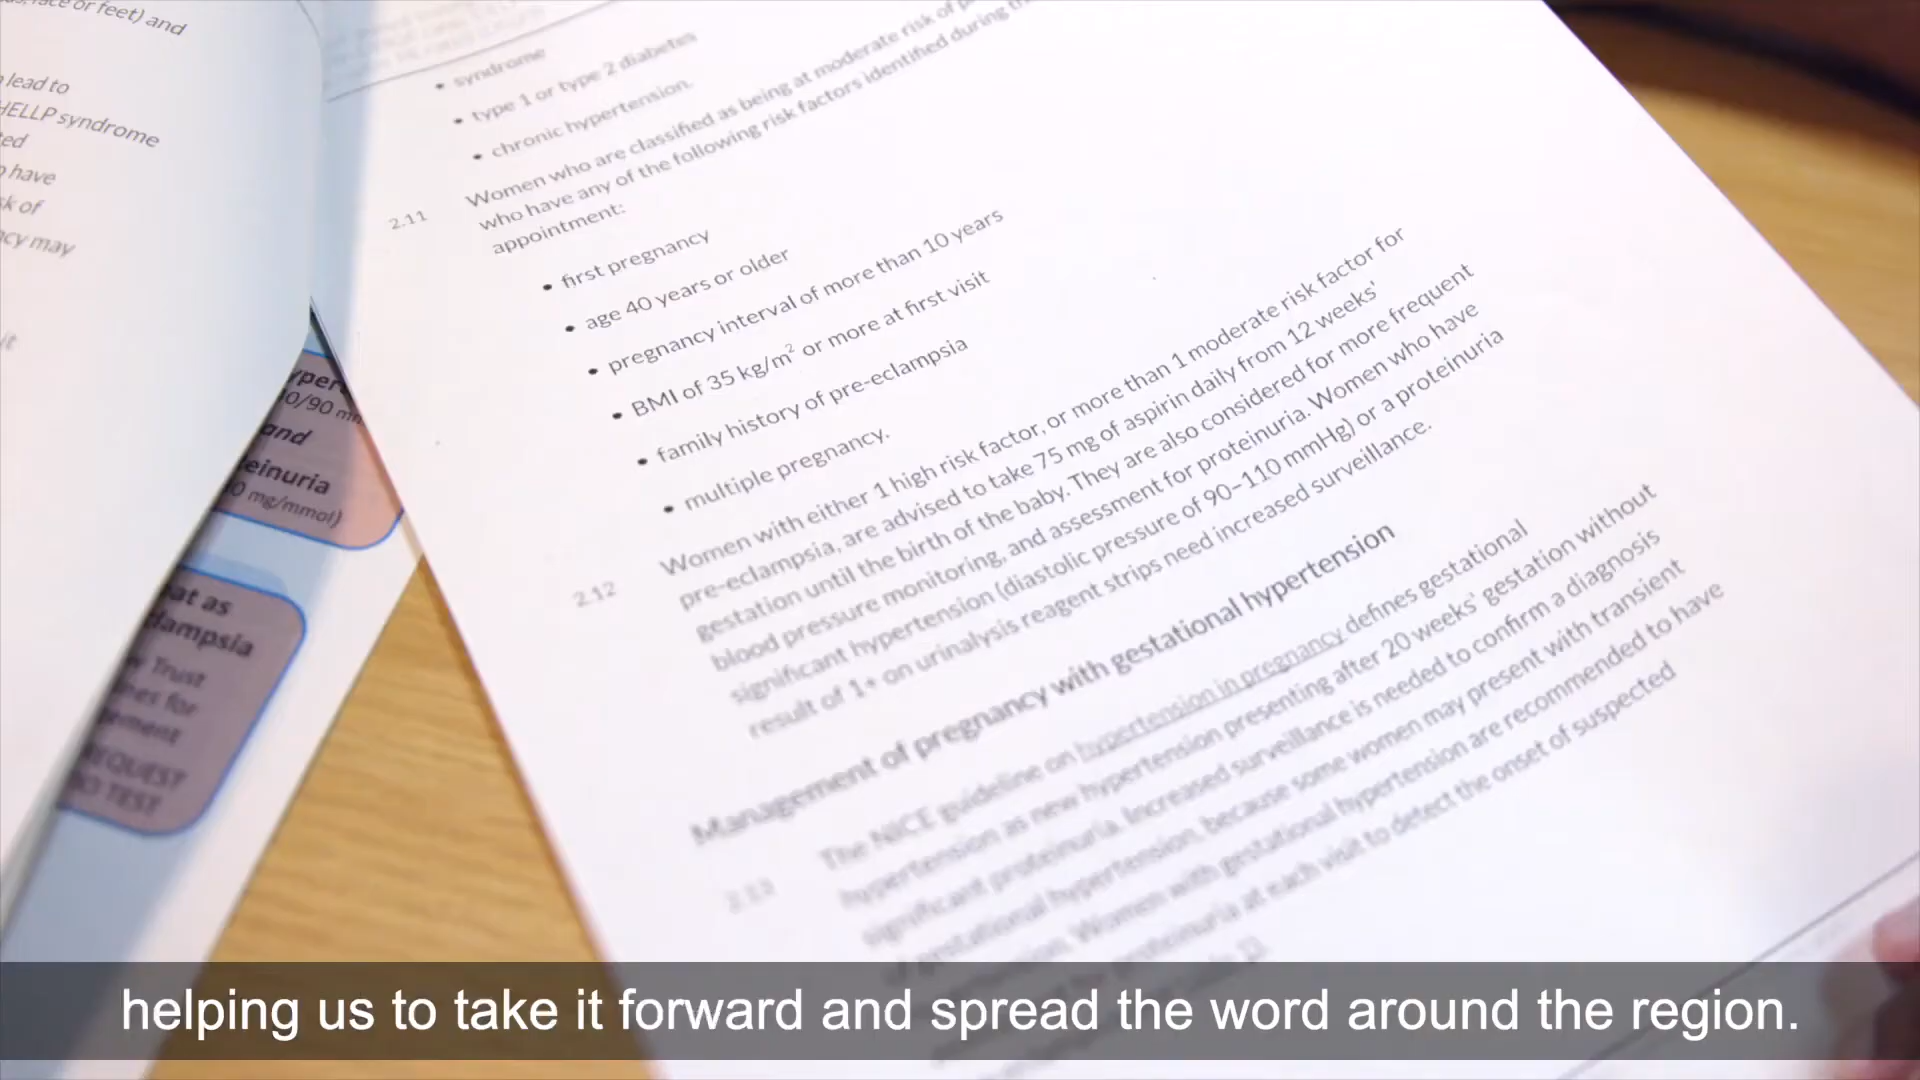 face or feet) and
lead to
HELLP syndrome
have
may
and
einuria
mg/mmol)
at as
Trust
for
REQUEST
TEST
• syndrome
• type 1 or type 2 diabetes
• chronic hypertension.
2.11 Women who are classified as being at moderate risk of
who have any of the following risk factors identified during
appointment:
• first pregnancy
• age 40 years or older
• pregnancy interval of more than 10 years
• BMI of 35 kg/m² or more at first visit
• family history of pre-eclampsia
• multiple pregnancy.
2.12 Women with either 1 high risk factor, or more than 1 moderate risk factor for
pre-eclampsia, are advised to take 75 mg of aspirin daily from 12 weeks'
gestation until the birth of the baby. They are also considered for more frequent
blood pressure monitoring, and assessment for proteinuria. Women who have
significant hypertension (diastolic pressure of 90–110 mmHg) or a proteinuria
result of 1+ on urinalysis reagent strips need increased surveillance.
Management of pregnancy with gestational hypertension
2.13 The NICE guideline on hypertension in pregnancy defines gestational
hypertension as new hypertension presenting after 20 weeks' gestation without
significant proteinuria. Increased surveillance is needed to confirm a diagnosis
of gestational hypertension, because some women may present with transient
hypertension. Women with gestational hypertension are recommended to have
proteinuria at each visit to detect the onset of suspected
helping us to take it forward and spread the word around the region.